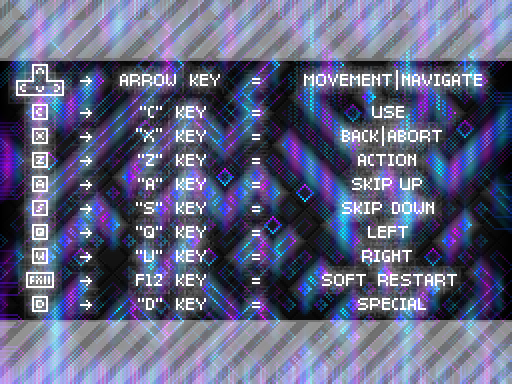 → ARROW KEY = MOVEMENT|NAVIGATE
C → "C" KEY = USE
X → "X" KEY = BACK|ABORT
Z → "Z" KEY = ACTION
A → "A" KEY = SKIP UP
S → "S" KEY = SKIP DOWN
Q → "Q" KEY = LEFT
W → "W" KEY = RIGHT
FXII → F12 KEY = SOFT RESTART
D → "D" KEY = SPECIAL